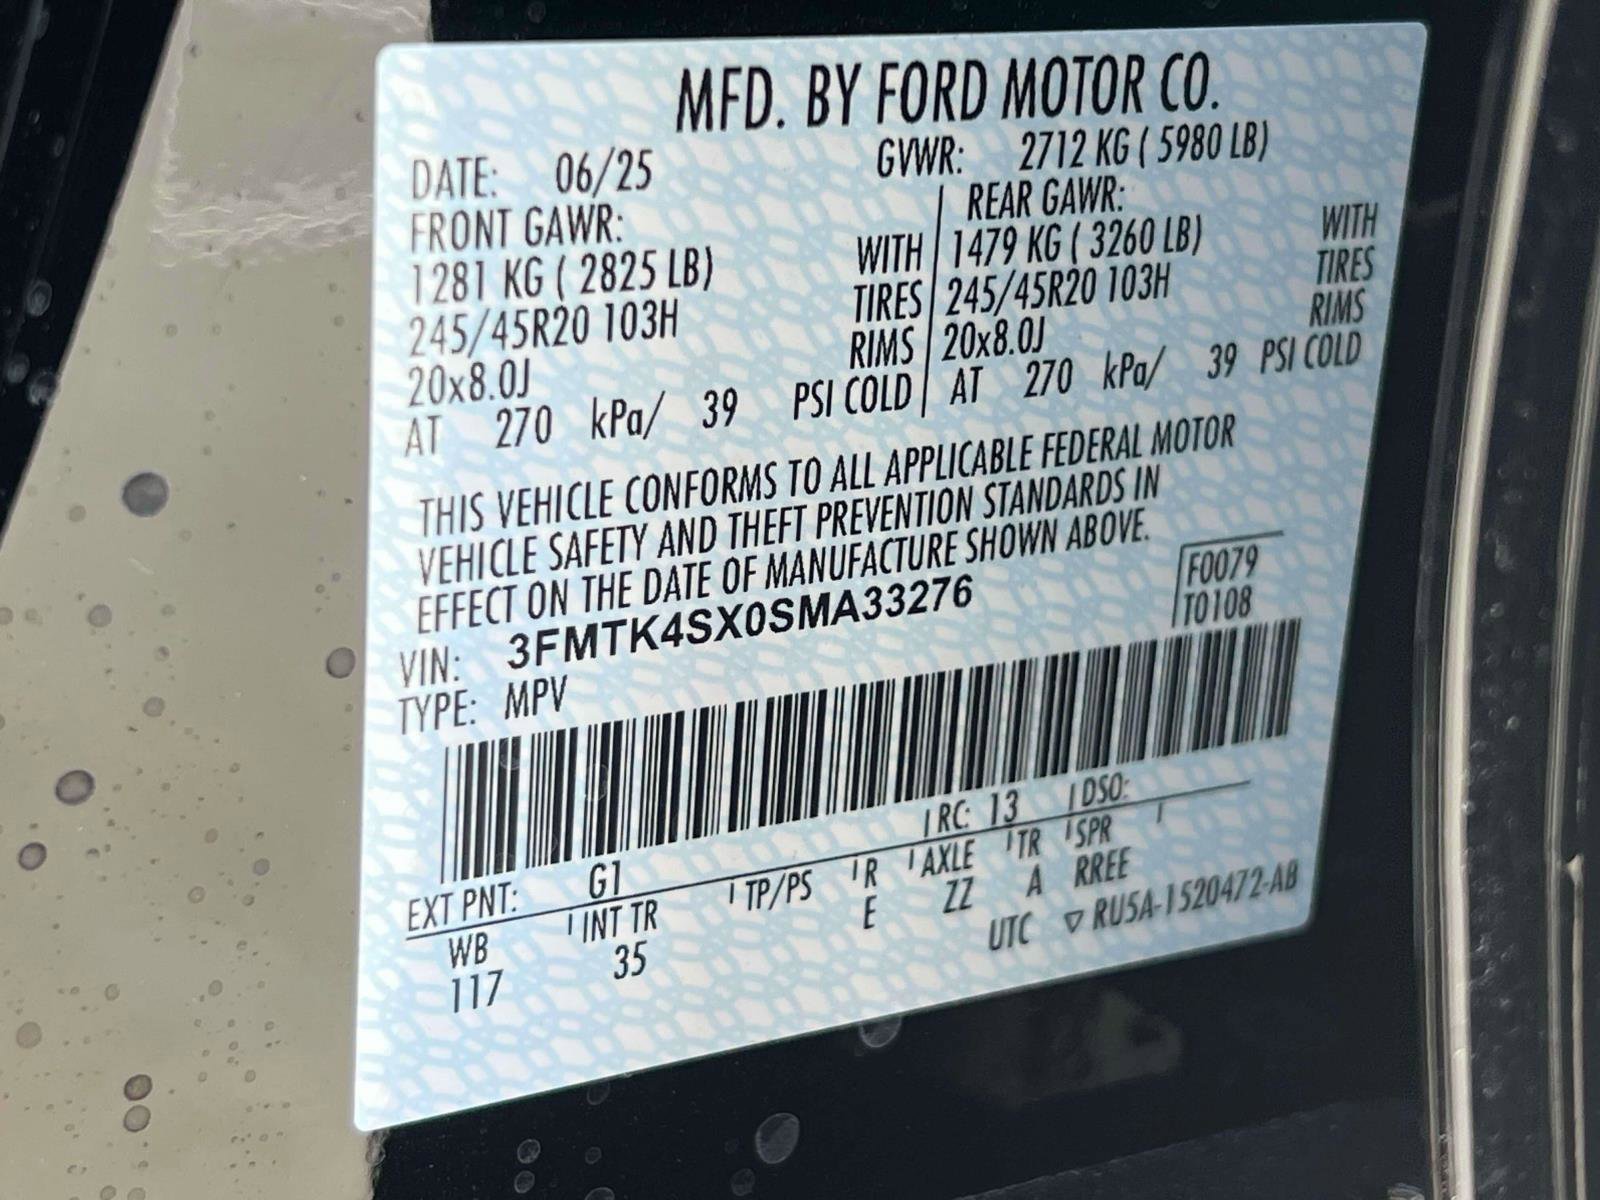 MFD. BY FORD MOTOR CO.
DATE: 06/25 GVWR: 2712 KG ( 5980 LB)
FRONT GAWR: REAR GAWR:
1281 KG ( 2825 LB) WITH 1479 KG ( 3260 LB) WITH
245/45R20 103H TIRES 245/45R20 103H TIRES
20x8.0J RIMS 20x8.0J RIMS
AT 270 kPa/ 39 PSI COLD AT 270 kPa/ 39 PSI COLD
THIS VEHICLE CONFORMS TO ALL APPLICABLE FEDERAL MOTOR
VEHICLE SAFETY AND THEFT PREVENTION STANDARDS IN
EFFECT ON THE DATE OF MANUFACTURE SHOWN ABOVE.
VIN: 3FMTK4SX0SMA33276 F0079
TYPE: MPV T0108
EXT PNT: G1 RC: 13 DSO:
WB INT TR TP/PS R AXLE TR SPR
117 35 E ZZ A RREE
UTC ▽ RU5A-1520472-AB